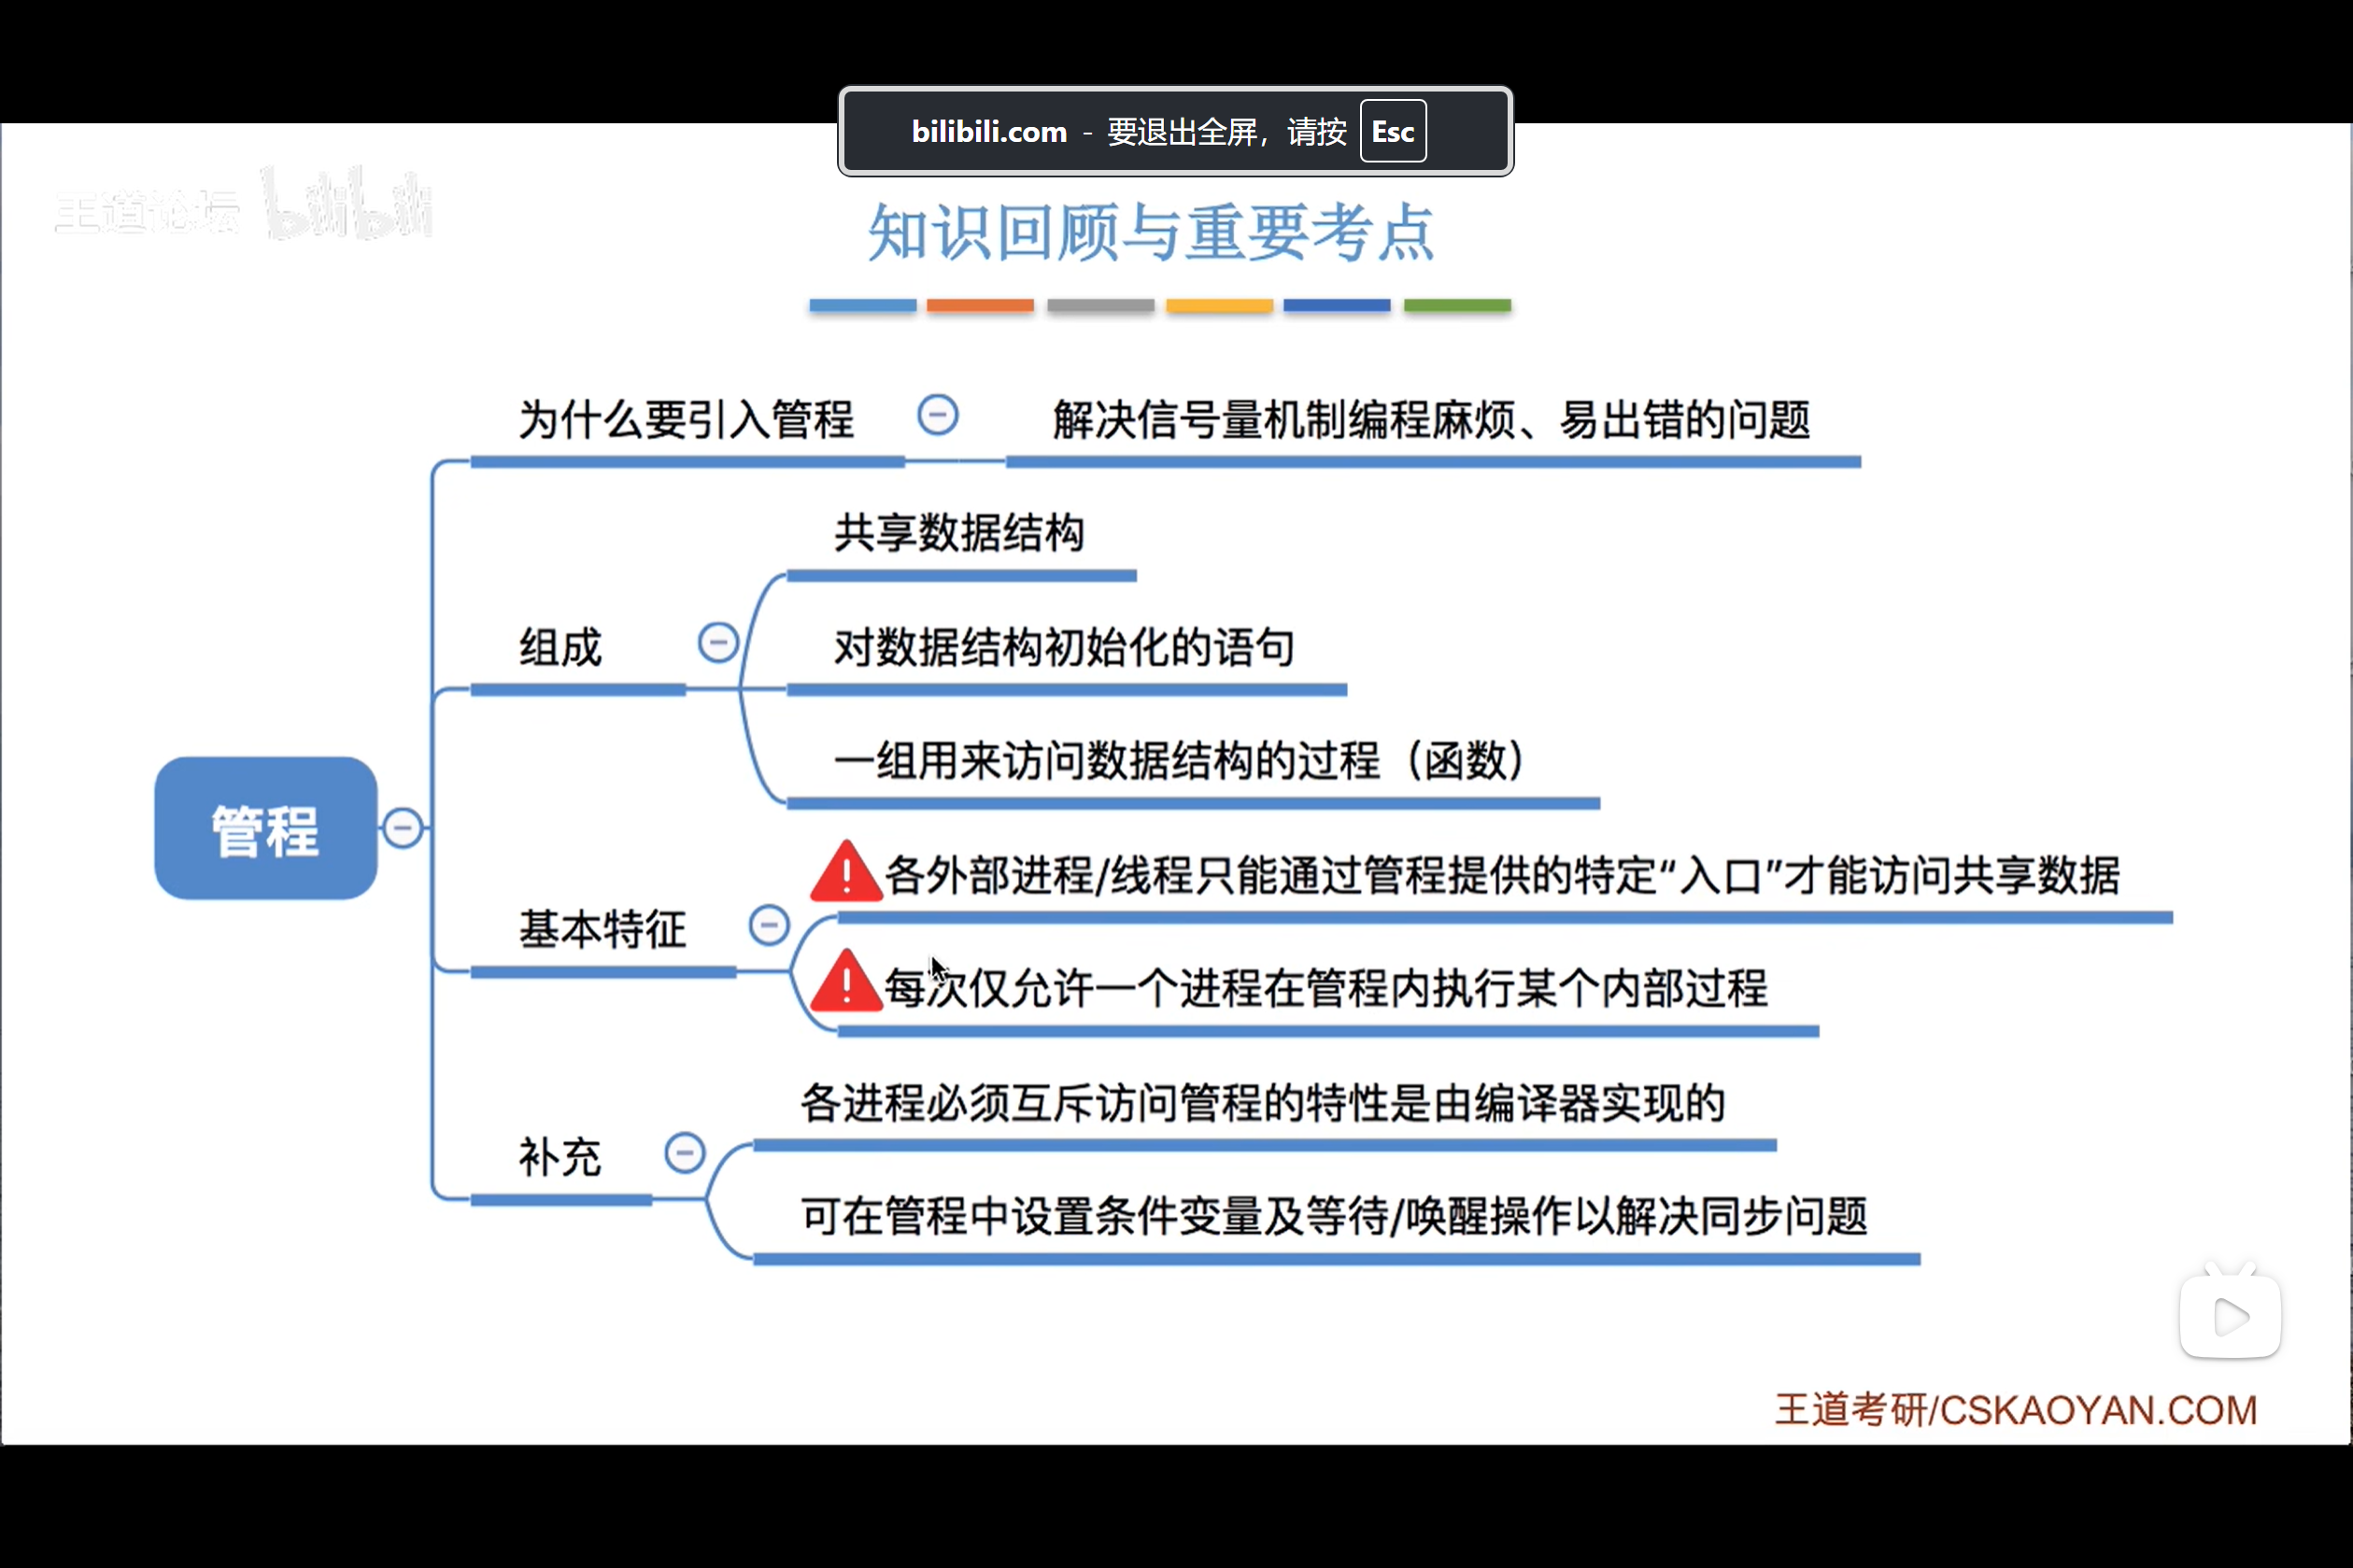 bilibili.com - 要退出全屏，请按 Esc
王道论坛 bilibili
知识回顾与重要考点
为什么要引入管程
解决信号量机制编程麻烦、易出错的问题
共享数据结构
组成
对数据结构初始化的语句
一组用来访问数据结构的过程（函数）
管程
各外部进程/线程只能通过管程提供的特定“入口”才能访问共享数据
基本特征
每次仅允许一个进程在管程内执行某个内部过程
各进程必须互斥访问管程的特性是由编译器实现的
补充
可在管程中设置条件变量及等待/唤醒操作以解决同步问题
王道考研/CSKAOYAN.COM